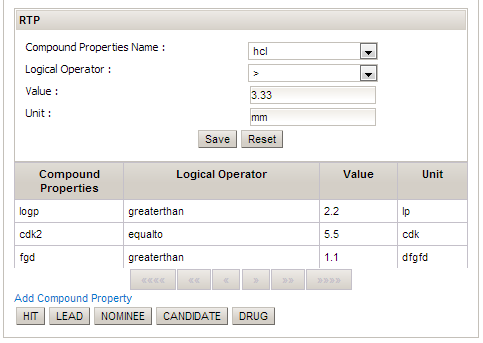 RTP
Compound Properties Name : hcl
Logical Operator : >
Value : 3.33
Unit : mm
Save Reset
Compound Properties Logical Operator Value Unit
logp greaterthan 2.2 lp
cdk2 equalto 5.5 cdk
fgd greaterthan 1.1 dfgfd
<<<< << < > >> >>>>
Add Compound Property
HIT LEAD NOMINEE CANDIDATE DRUG